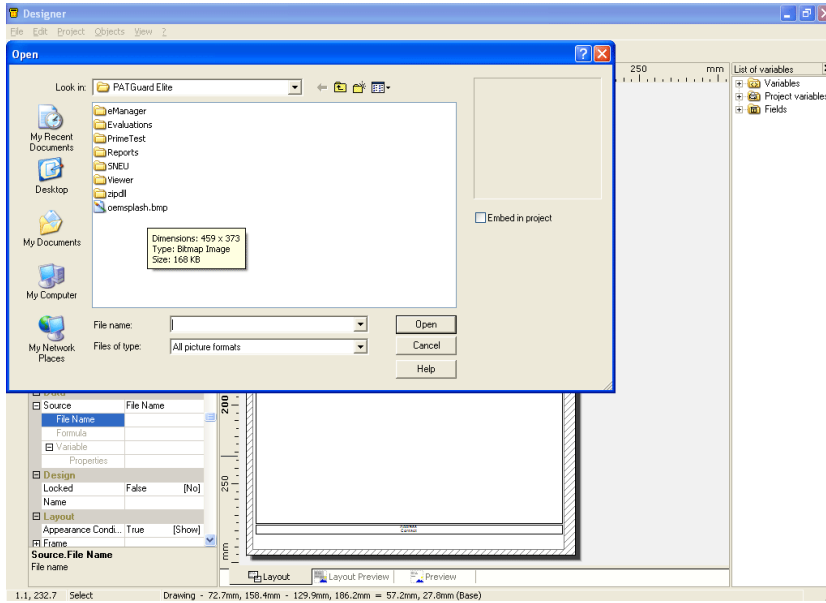 Designer
File Edit Project Objects View ?
Open
Look in: PATGuard Elite
My Recent Documents
Desktop
My Documents
My Computer
My Network Places
eManager
Evaluations
PrimeTest
Reports
SNEU
Viewer
zipdll
oemsplash.bmp
Dimensions: 459 x 373
Type: Bitmap Image
Size: 168 KB
Embed in project
File name:
Open
Files of type: All picture formats
Cancel
Help
250 mm
List of variables
Variables
Project variables
Fields
Data
Source File Name
File Name
Formula
Variable
Properties
Design
Locked False [No]
Name
Layout
Appearance Condi... True [Show]
Frame
Source.File Name
File name
200
250
mm
Layout Layout Preview Preview
1.1, 232.7 Select Drawing - 72.7mm, 158.4mm - 129.9mm, 186.2mm = 57.2mm, 27.8mm (Base)